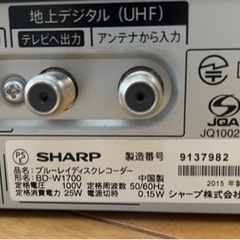 地上デジタル(UHF)
テレビへ出力 アンテナから入力
JQA
JQ1002
PS E
SHARP 製造番号 9137982
品名:ブルーレイディスクレコーダー
形名:BD-W1700 中国製
定格電圧 100V 定格周波数 50/60Hz
定格消費電力 25W 電源切時 0.15W
2015 年製
シャープ株式会社